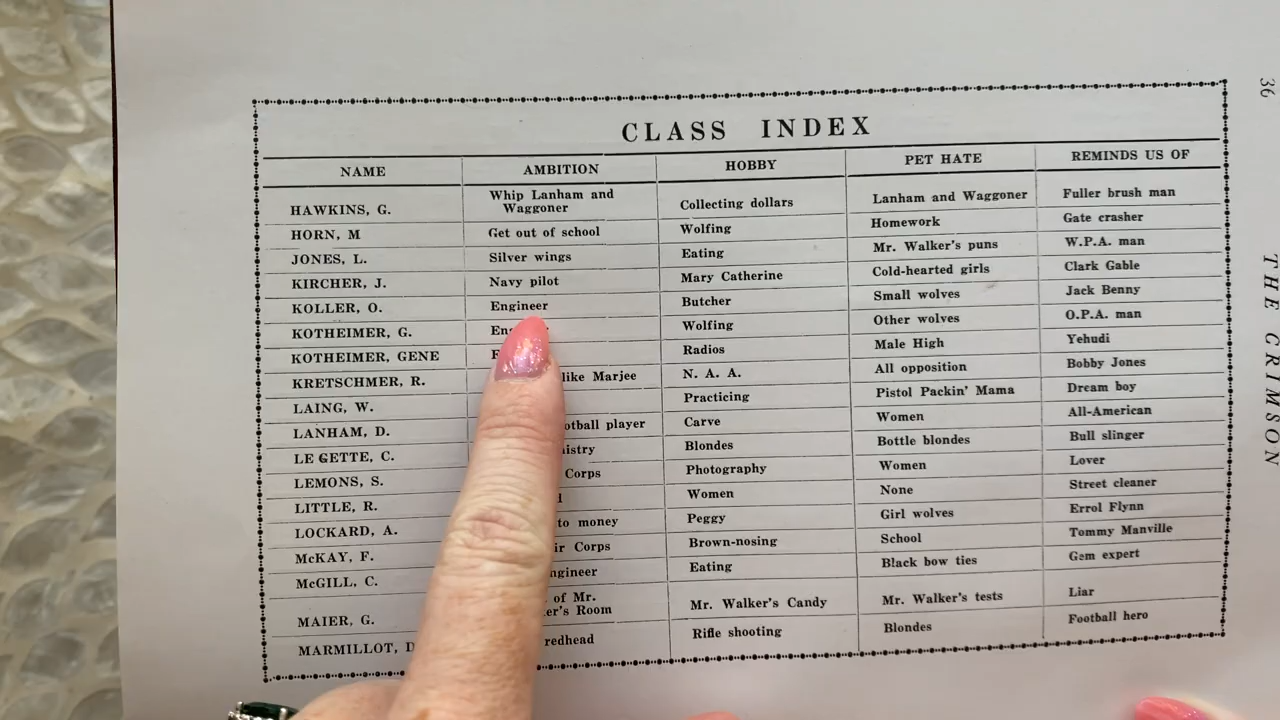 36
THE CRIMSON
CLASS INDEX
NAME AMBITION HOBBY PET HATE REMINDS US OF
HAWKINS, G. Whip Lanham and Waggoner Collecting dollars Lanham and Waggoner Fuller brush man
HORN, M Get out of school Wolfing Homework Gate crasher
JONES, L. Silver wings Eating Mr. Walker's puns W.P.A. man
KIRCHER, J. Navy pilot Mary Catherine Cold-hearted girls Clark Gable
KOLLER, O. Engineer Butcher Small wolves Jack Benny
KOTHEIMER, G. Wolfing Other wolves O.P.A. man
KOTHEIMER, GENE Radios Male High Yehudi
KRETSCHMER, R. like Marjee N. A. A. All opposition Bobby Jones
LAING, W. Practicing Pistol Packin' Mama Dream boy
LANHAM, D. player Carve Women All-American
LE GETTE, C. Blondes Bottle blondes Bull slinger
LEMONS, S. Corps Photography Women Lover
LITTLE, R. Women None Street cleaner
LOCKARD, A. to money Peggy Girl wolves Errol Flynn
McKAY, F. Corps Brown-nosing School Tommy Manville
McGILL, C. Eating Black bow ties Gem expert
MAIER, G. of Mr. Room Mr. Walker's Candy Mr. Walker's tests Liar
MARMILLOT, redhead Rifle shooting Blondes Football hero